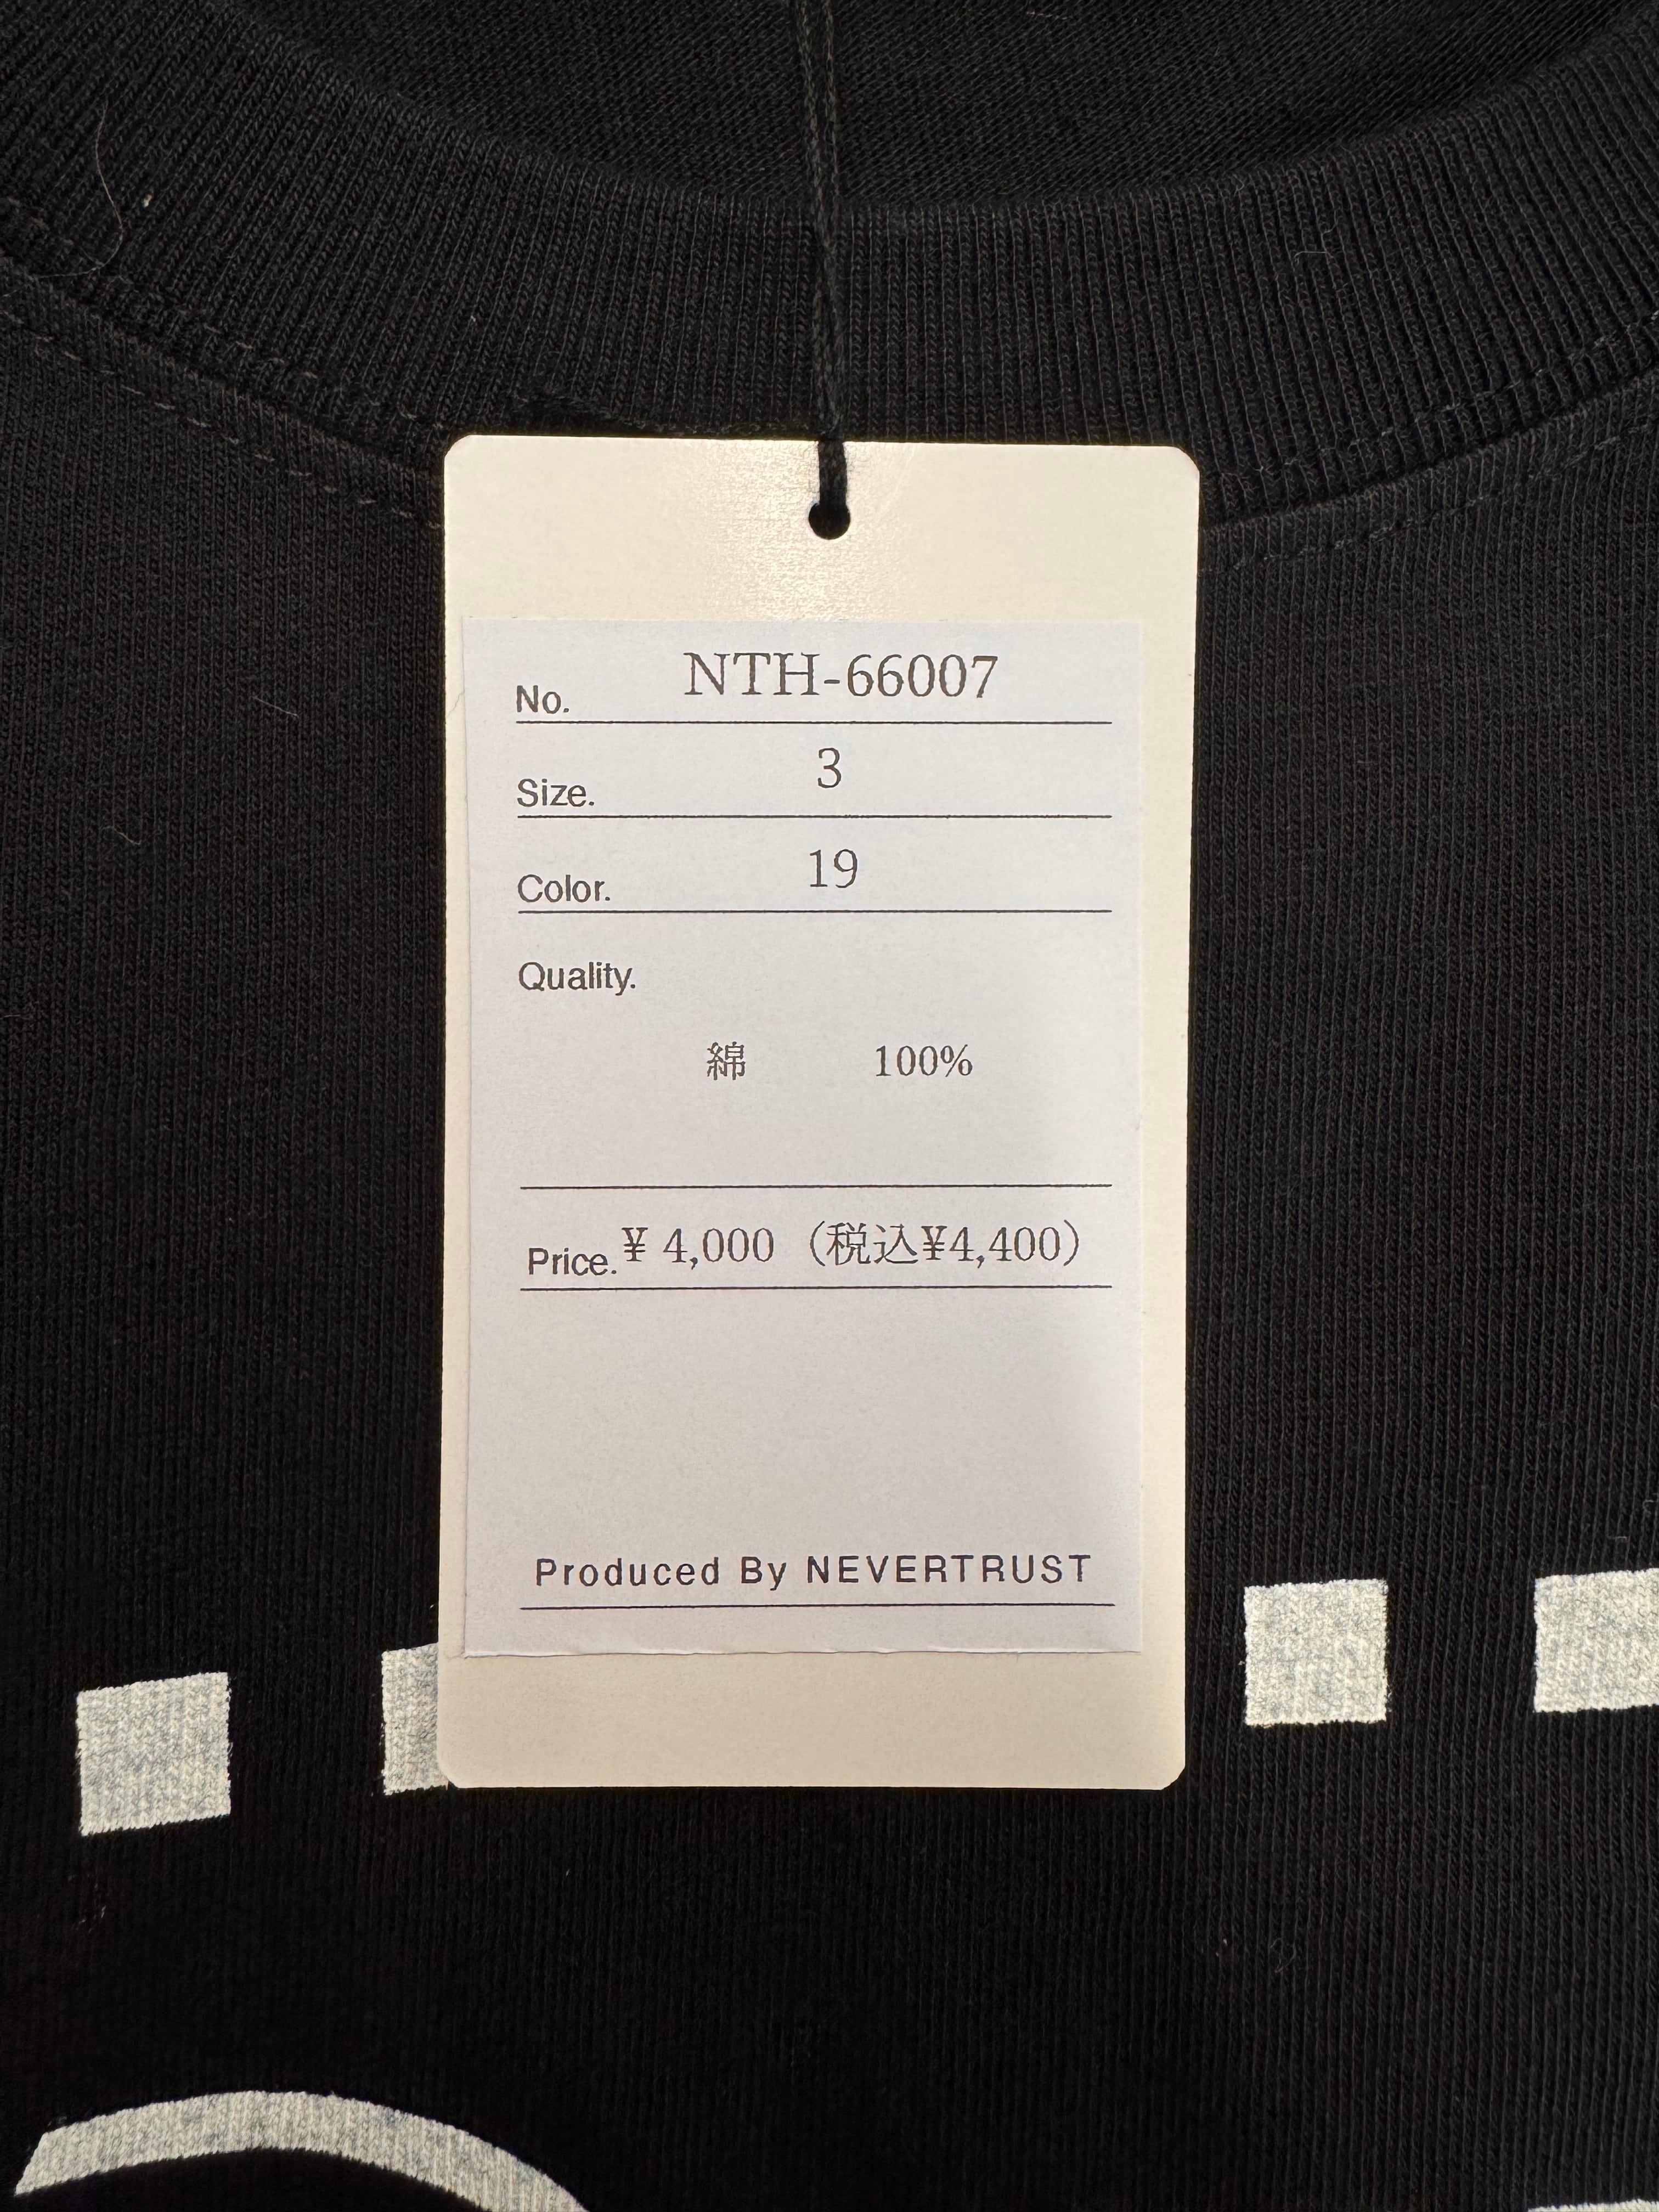 No. NTH-66007
Size. 3
Color. 19
Quality.
綿 100%
Price. ¥ 4,000 (税込¥4,400)
Produced By NEVERTRUST